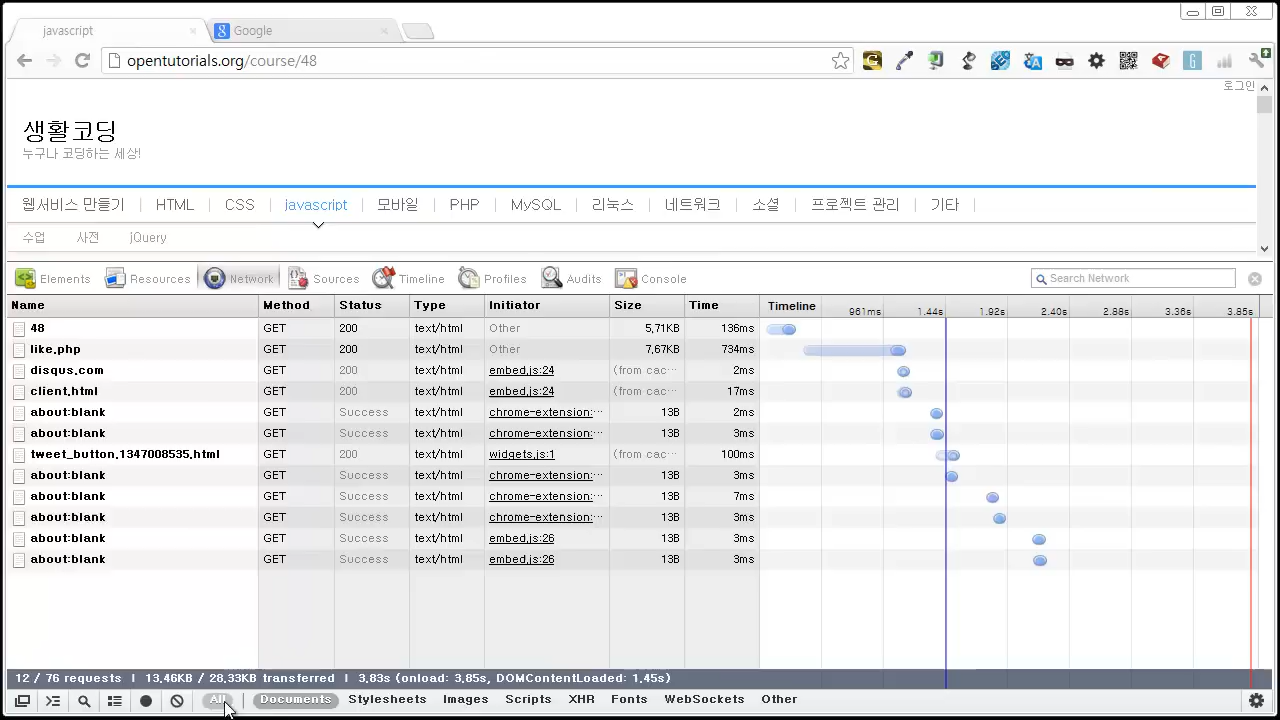 javascript
Google
opentutorials.org/course/48
로그인
생활코딩
누구나 코딩하는 세상!
웹서비스 만들기 HTML CSS javascript 모바일 PHP MySQL 리눅스 네트워크 소셜 프로젝트 관리 기타
수업 사전 jQuery
Elements Resources Network Sources Timeline Profiles Audits Console Search Network
Name Method Status Type Initiator Size Time Timeline 961ms 1.44s 1.92s 2.40s 2.88s 3.36s 3.85s
48 GET 200 text/html Other 5.71KB 136ms
like.php GET 200 text/html Other 7.67KB 734ms
disqus.com GET 200 text/html embed.js:24 (from cac… 2ms
client.html GET 200 text/html embed.js:24 (from cac… 17ms
about:blank GET Success text/html chrome-extension:… 13B 2ms
about:blank GET Success text/html chrome-extension:… 13B 3ms
tweet_button.1347008535.html GET 200 text/html widgets.js:1 (from cac… 100ms
about:blank GET Success text/html chrome-extension:… 13B 3ms
about:blank GET Success text/html chrome-extension:… 13B 7ms
about:blank GET Success text/html chrome-extension:… 13B 3ms
about:blank GET Success text/html embed.js:26 13B 3ms
about:blank GET Success text/html embed.js:26 13B 3ms
12 / 76 requests | 13.46KB / 28.33KB transferred | 3.83s (onload: 3.85s, DOMContentLoaded: 1.45s)
All Documents Stylesheets Images Scripts XHR Fonts WebSockets Other